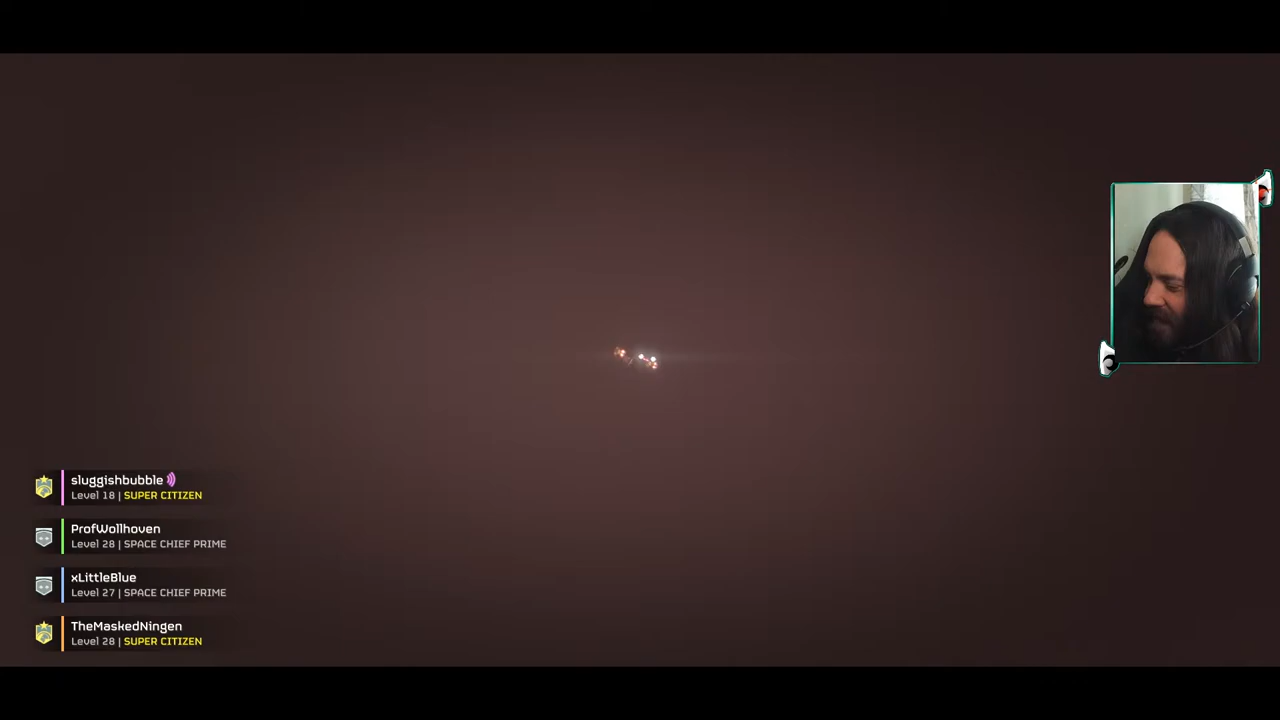 sluggishbubble
Level 18 | SUPER CITIZEN
ProfWollhoven
Level 28 | SPACE CHIEF PRIME
xLittleBlue
Level 27 | SPACE CHIEF PRIME
TheMaskedNingen
Level 28 | SUPER CITIZEN